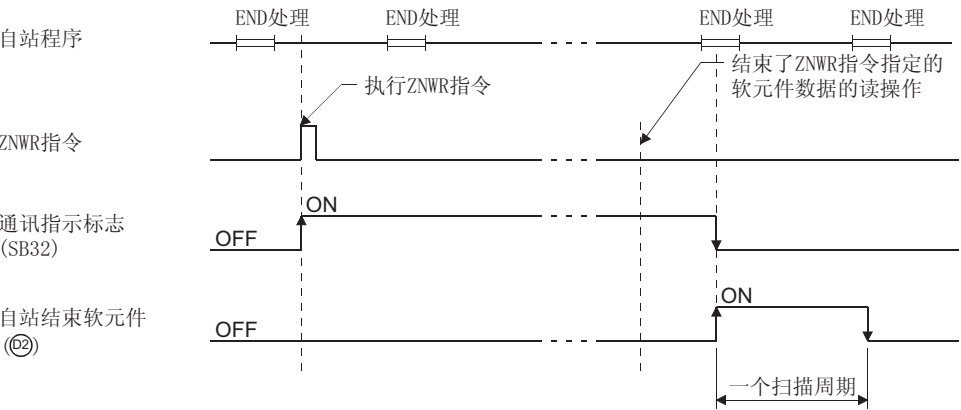 END处理 END处理 END处理 END处理
自站程序
结束了ZNWR指令指定的
软元件数据的读操作
执行ZNWR指令
ZNWR指令
ON
通讯指示标志
(SB32)
OFF
ON
自站结束软元件
(D2)
OFF
一个扫描周期